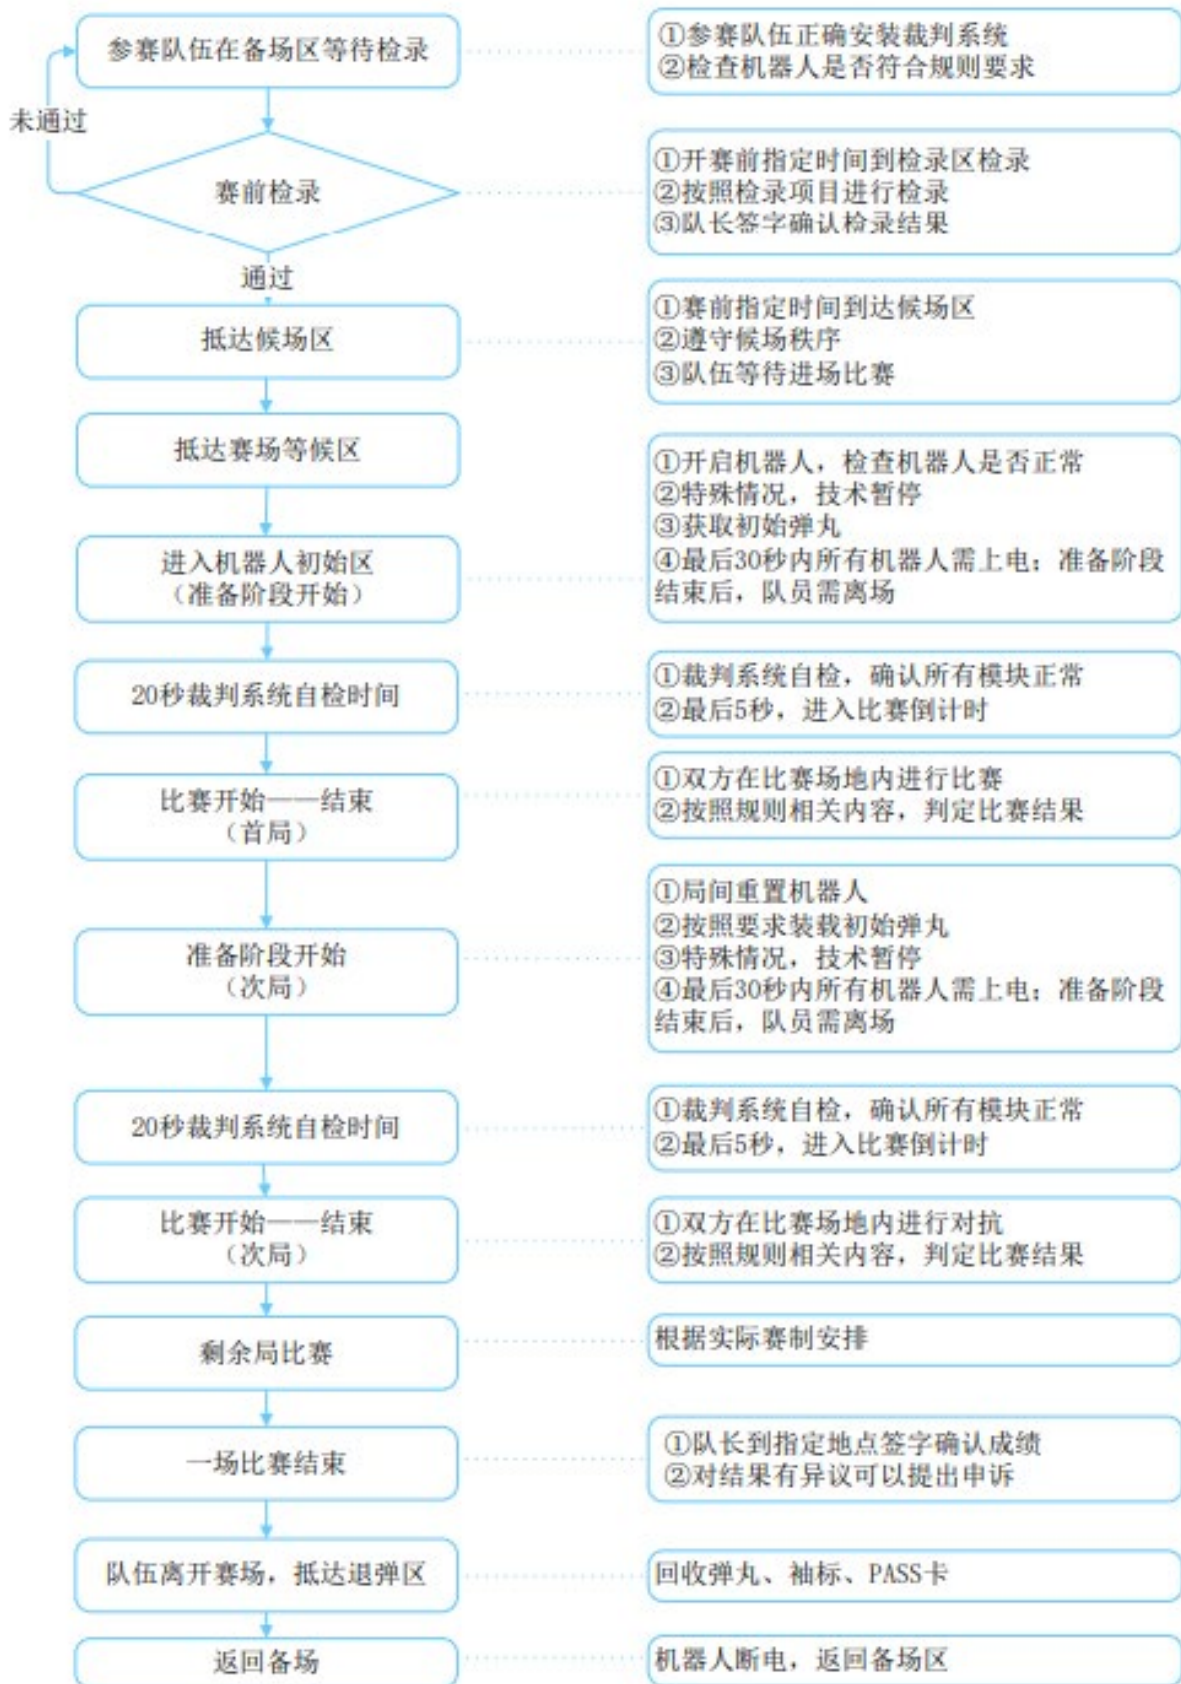 参赛队伍在备场区等待检录
①参赛队伍正确安装裁判系统
②检查机器人是否符合规则要求
未通过
赛前检录
①开赛前指定时间到检录区检录
②按照检录项目进行检录
③队长签字确认检录结果
通过
抵达候场区
①赛前指定时间到达候场区
②遵守候场秩序
③队伍等待进场比赛
抵达赛场等候区
进入机器人初始区
（准备阶段开始）
①开启机器人，检查机器人是否正常
②特殊情况，技术暂停
③获取初始弹丸
④最后30秒内所有机器人需上电；准备阶段
结束后，队员需离场
20秒裁判系统自检时间
①裁判系统自检，确认所有模块正常
②最后5秒，进入比赛倒计时
比赛开始——结束
（首局）
①双方在比赛场地内进行比赛
②按照规则相关内容，判定比赛结果
准备阶段开始
（次局）
①局间重置机器人
②按照要求装载初始弹丸
③特殊情况，技术暂停
④最后30秒内所有机器人需上电；准备阶段
结束后，队员需离场
20秒裁判系统自检时间
①裁判系统自检，确认所有模块正常
②最后5秒，进入比赛倒计时
比赛开始——结束
（次局）
①双方在比赛场地内进行对抗
②按照规则相关内容，判定比赛结果
剩余局比赛
根据实际赛制安排
一场比赛结束
①队长到指定地点签字确认成绩
②对结果有异议可以提出申诉
队伍离开赛场，抵达退弹区
回收弹丸、袖标、PASS卡
返回备场
机器人断电，返回备场区